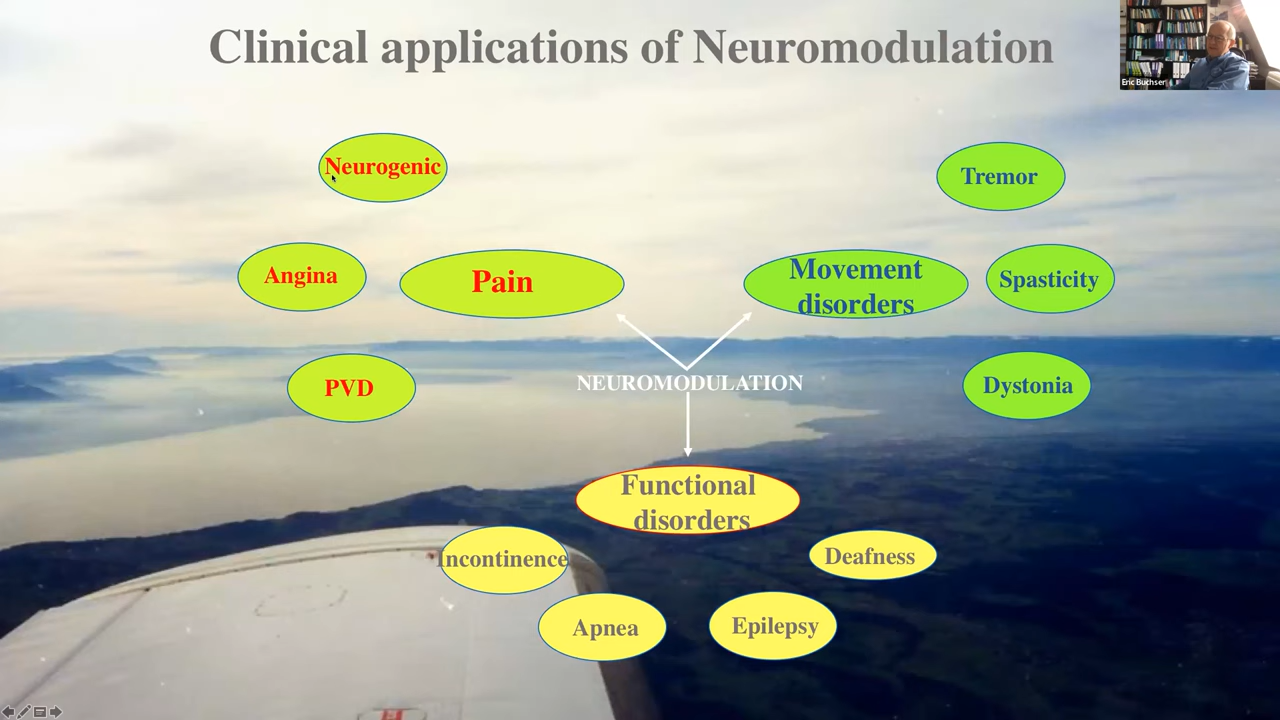 Clinical applications of Neuromodulation
Eric Buchser
Neurogenic
Tremor
Angina
Pain
Movement
disorders
Spasticity
PVD
NEUROMODULATION
Dystonia
Functional
disorders
Incontinence
Deafness
Apnea
Epilepsy